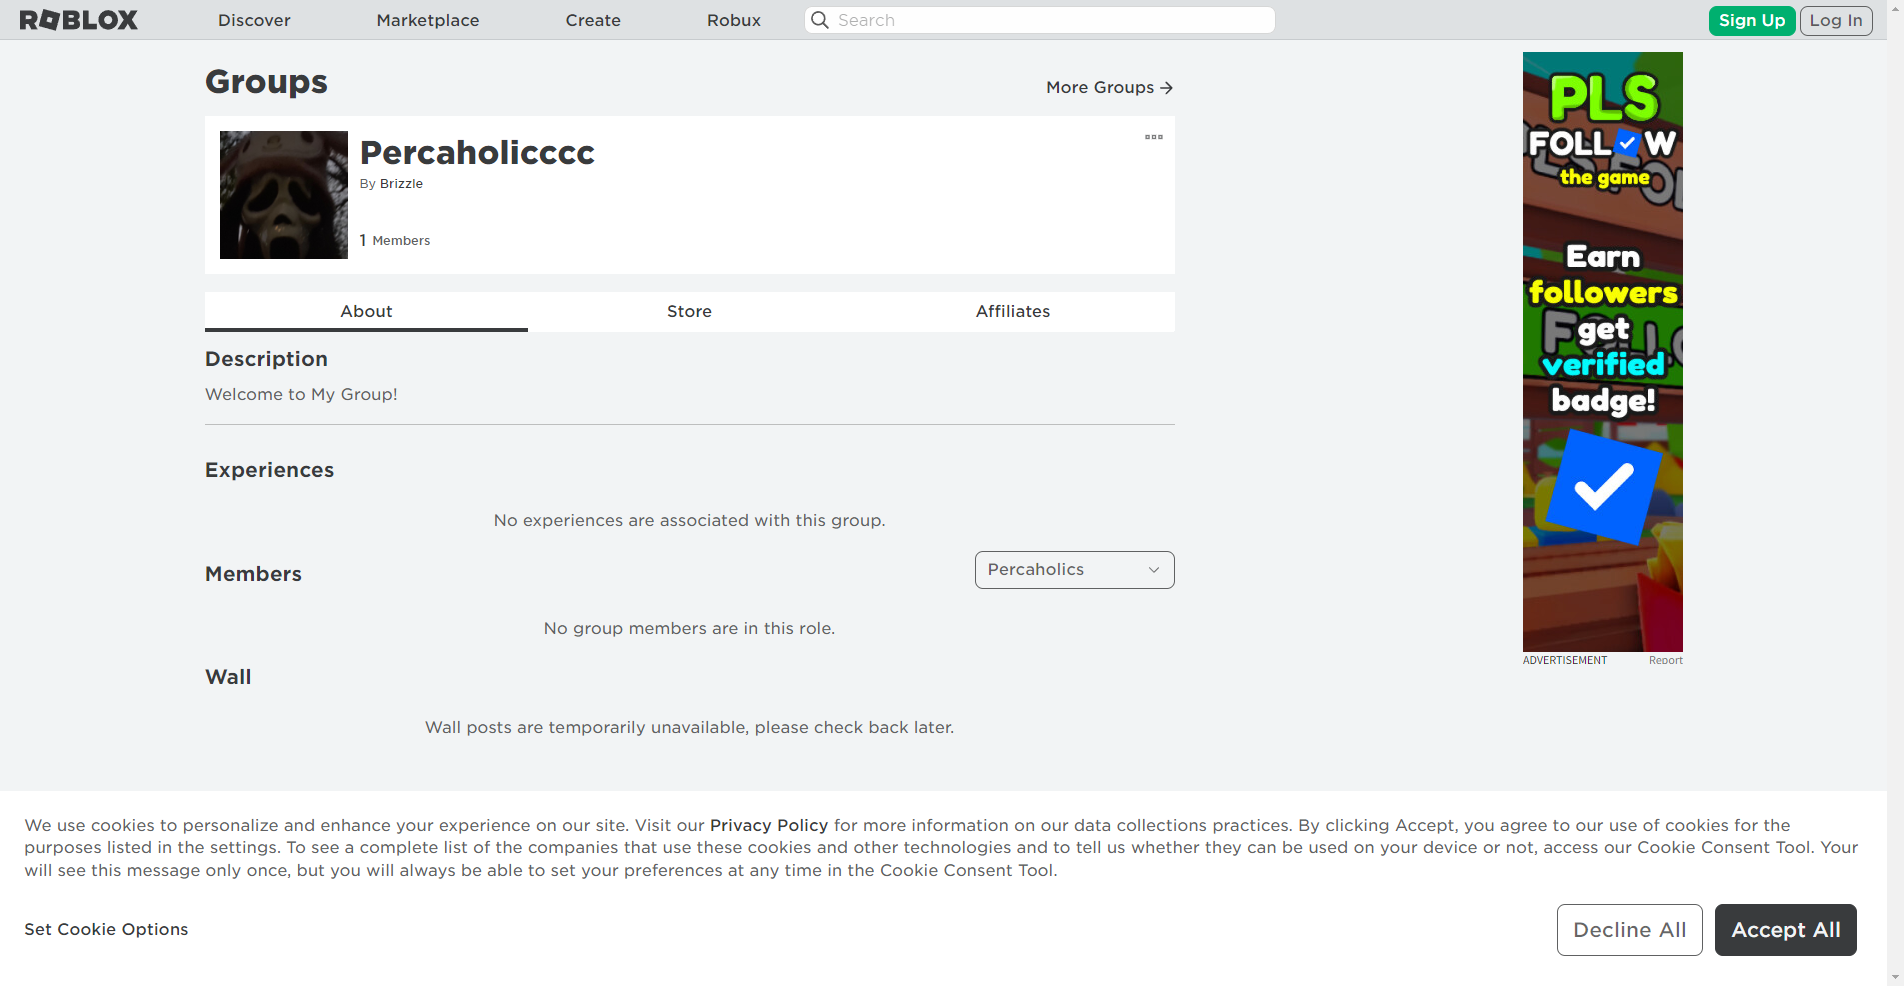 ROBLOX
Discover
Marketplace
Create
Robux
Search
Sign Up
Log In
Groups
More Groups
Percaholicccc
By Brizzle
1 Members
About
Store
Affiliates
Description
Welcome to My Group!
Experiences
No experiences are associated with this group.
Members
Percaholics
No group members are in this role.
Wall
Wall posts are temporarily unavailable, please check back later.
PLS
FOLLOW
the game
Earn
followers
get
verified
badge!
ADVERTISEMENT
Report
We use cookies to personalize and enhance your experience on our site. Visit our Privacy Policy for more information on our data collections practices. By clicking Accept, you agree to our use of cookies for the
purposes listed in the settings. To see a complete list of the companies that use these cookies and other technologies and to tell us whether they can be used on your device or not, access our Cookie Consent Tool. Your
will see this message only once, but you will always be able to set your preferences at any time in the Cookie Consent Tool.
Set Cookie Options
Decline All
Accept All